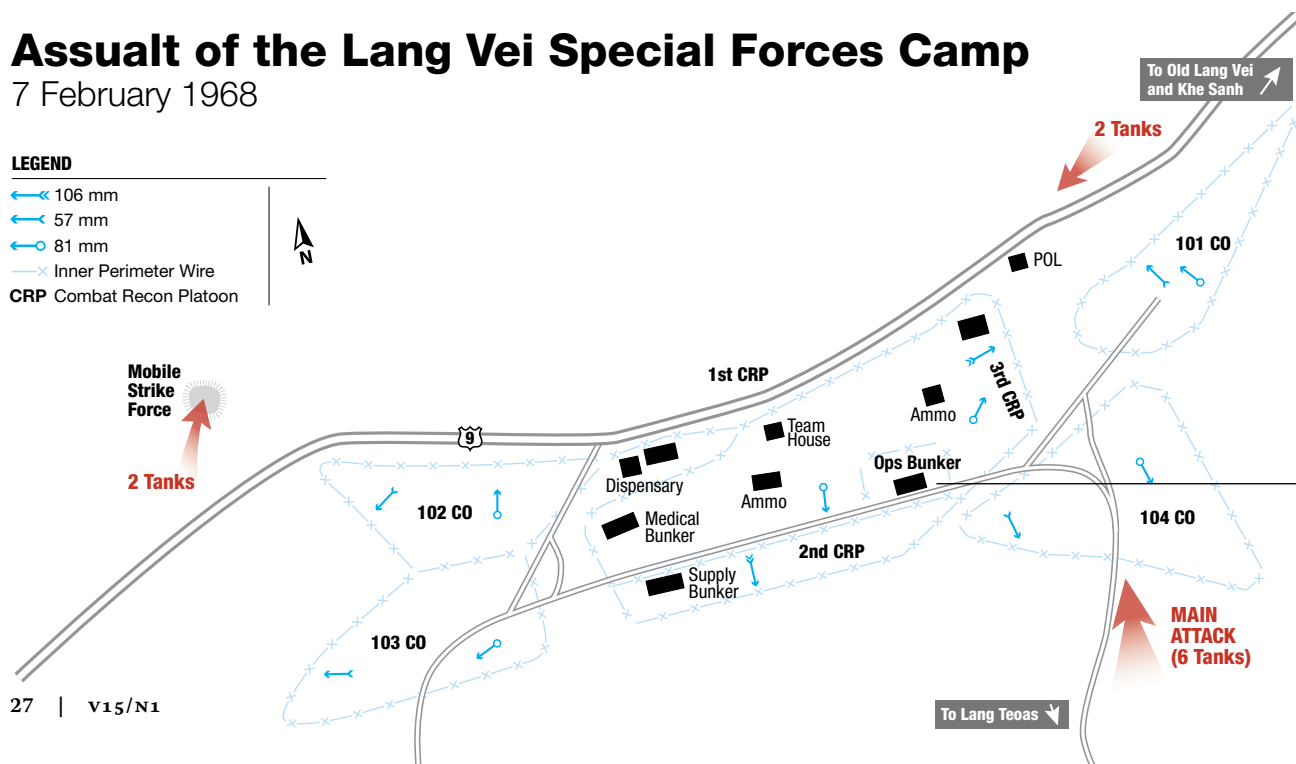 Assualt of the Lang Vei Special Forces Camp
7 February 1968
To Old Lang Vei
and Khe Sanh
2 Tanks
LEGEND
106 mm
57 mm
81 mm
Inner Perimeter Wire
CRP Combat Recon Platoon
N
101 CO
POL
Mobile
Strike
Force
1st CRP
3rd CRP
Ammo
Team
House
9
2 Tanks
Ops Bunker
Dispensary
Ammo
102 CO
Medical
Bunker
104 CO
2nd CRP
Supply
Bunker
103 CO
MAIN
ATTACK
(6 Tanks)
27 | V15/N1
To Lang Teoas